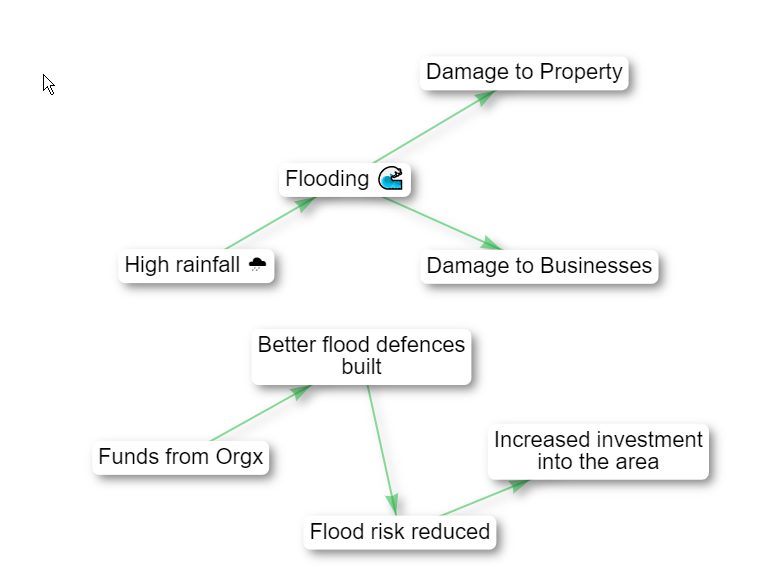 Damage to Property
Flooding 🌊
High rainfall 🌧
Damage to Businesses
Better flood defences
built
Funds from Orgx
Increased investment
into the area
Flood risk reduced